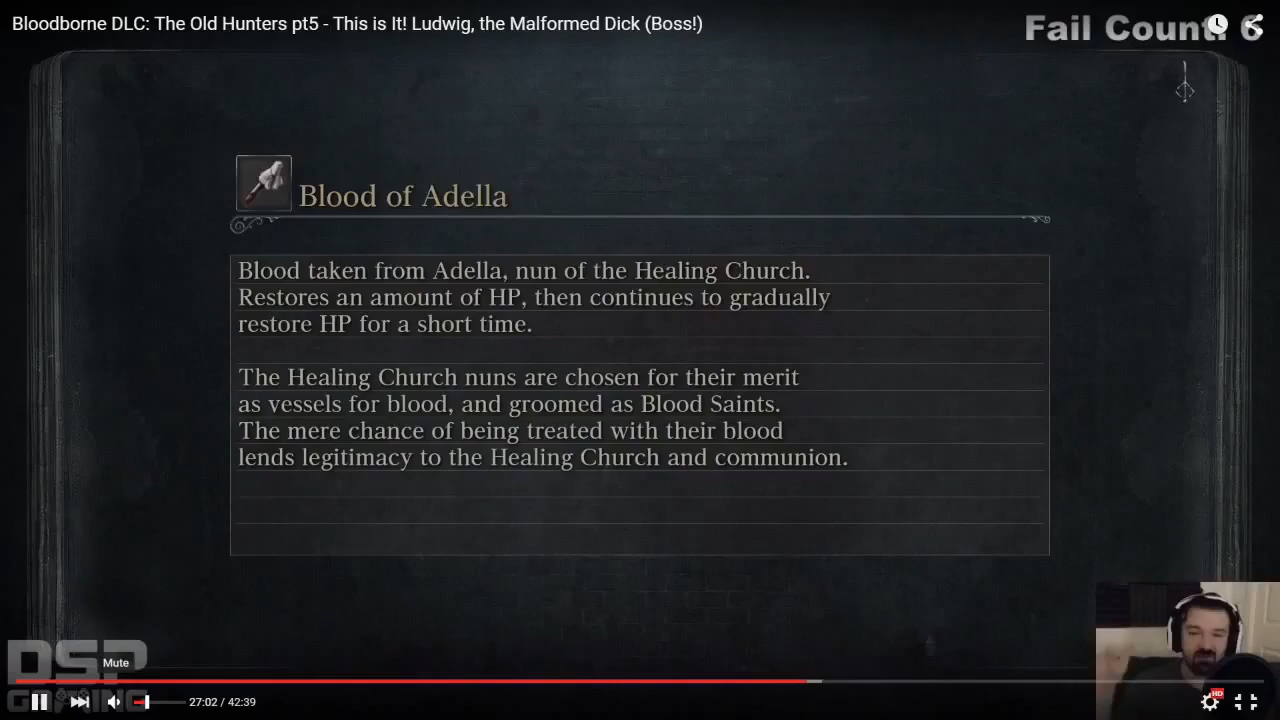 Bloodborne DLC: The Old Hunters pt5 - This is It! Ludwig, the Malformed Dick (Boss!)
Fail Count: 6
Blood of Adella
Blood taken from Adella, nun of the Healing Church.
Restores an amount of HP, then continues to gradually
restore HP for a short time.
The Healing Church nuns are chosen for their merit
as vessels for blood, and groomed as Blood Saints.
The mere chance of being treated with their blood
lends legitimacy to the Healing Church and communion.
DSP
Mute
GAMING
27:02 / 42:39
HD